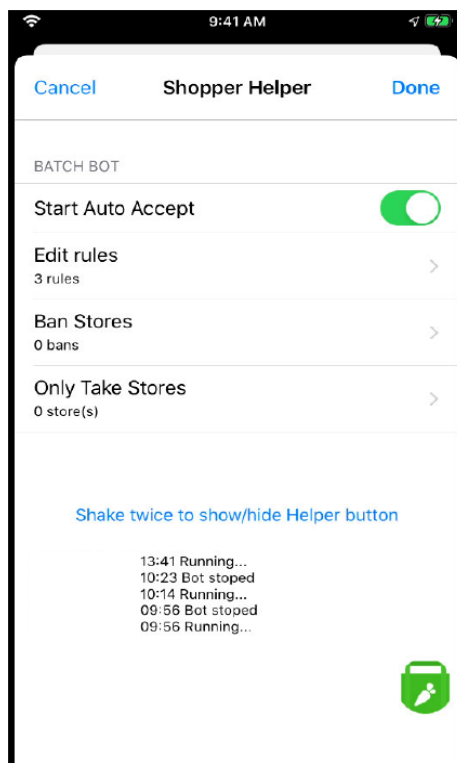 9:41 AM
Cancel Shopper Helper Done
BATCH BOT
Start Auto Accept
Edit rules
3 rules
Ban Stores
0 bans
Only Take Stores
0 store(s)
Shake twice to show/hide Helper button
13:41 Running...
10:23 Bot stoped
10:14 Running...
09:56 Bot stoped
09:56 Running...